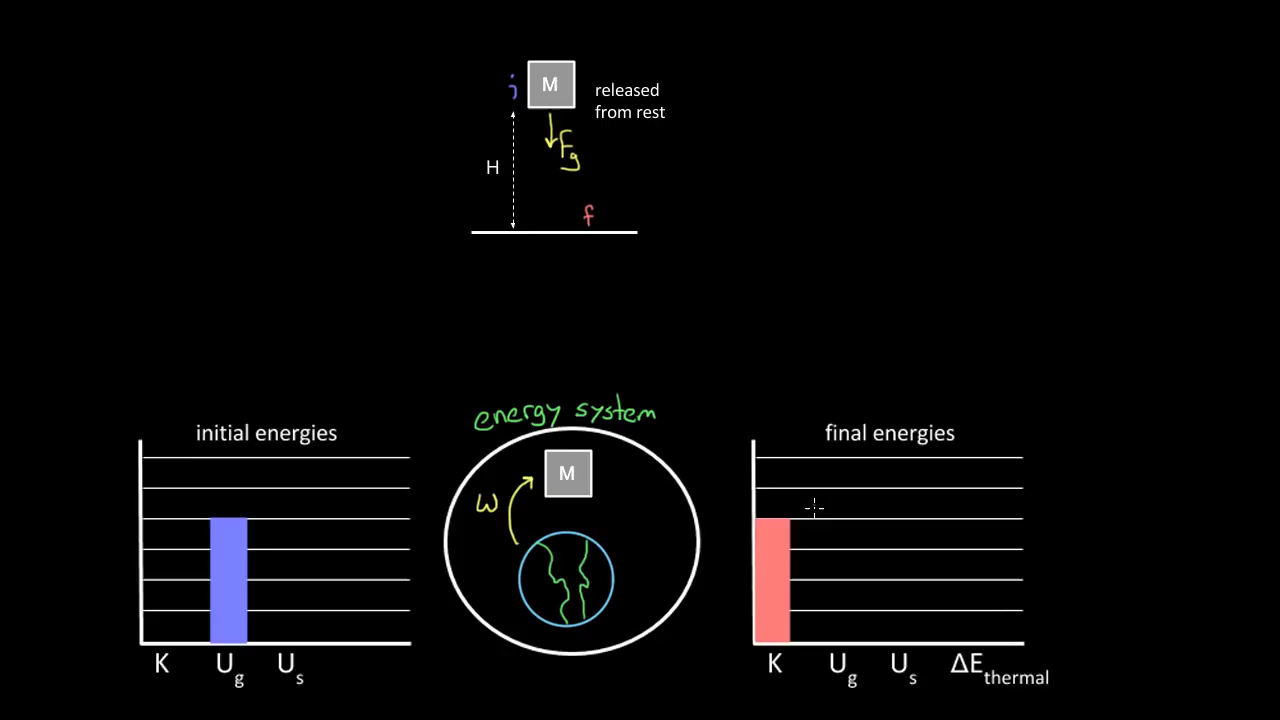 i
M
released
from rest
Fg
H
f
energy system
initial energies
final energies
M
W
K Ug Us
K Ug Us ΔEthermal